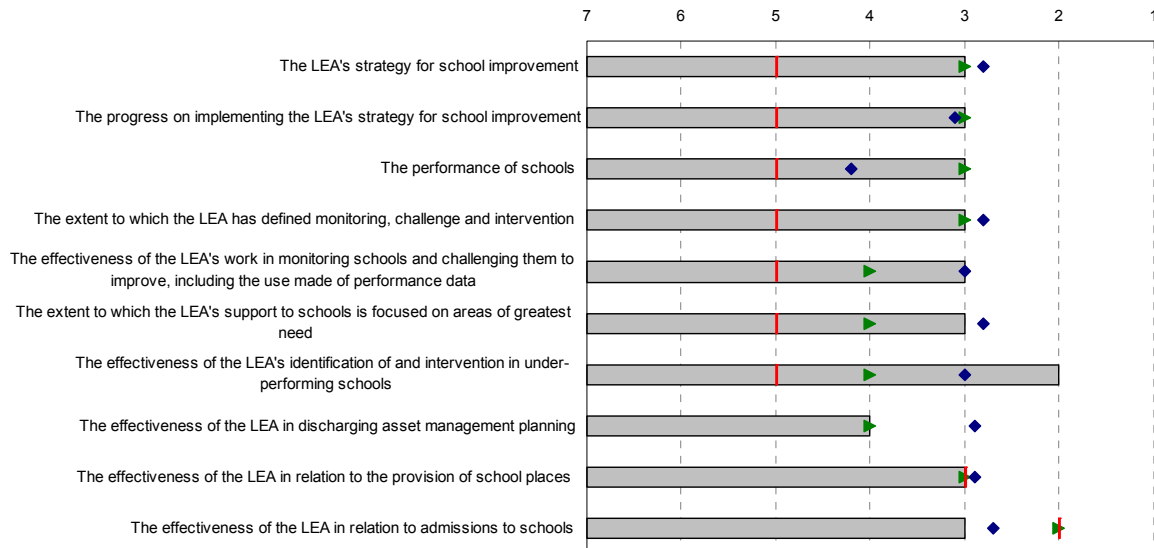 7 6 5 4 3 2 1
The LEA's strategy for school improvement
The progress on implementing the LEA's strategy for school improvement
The performance of schools
The extent to which the LEA has defined monitoring, challenge and intervention
The effectiveness of the LEA's work in monitoring schools and challenging them to
improve, including the use made of performance data
The extent to which the LEA's support to schools is focused on areas of greatest
need
The effectiveness of the LEA's identification of and intervention in under-
performing schools
The effectiveness of the LEA in discharging asset management planning
The effectiveness of the LEA in relation to the provision of school places
The effectiveness of the LEA in relation to admissions to schools